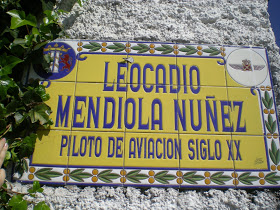 LEOCADIO
MENDIOLA NUÑEZ
PILOTO DE AVIACION SIGLO XX